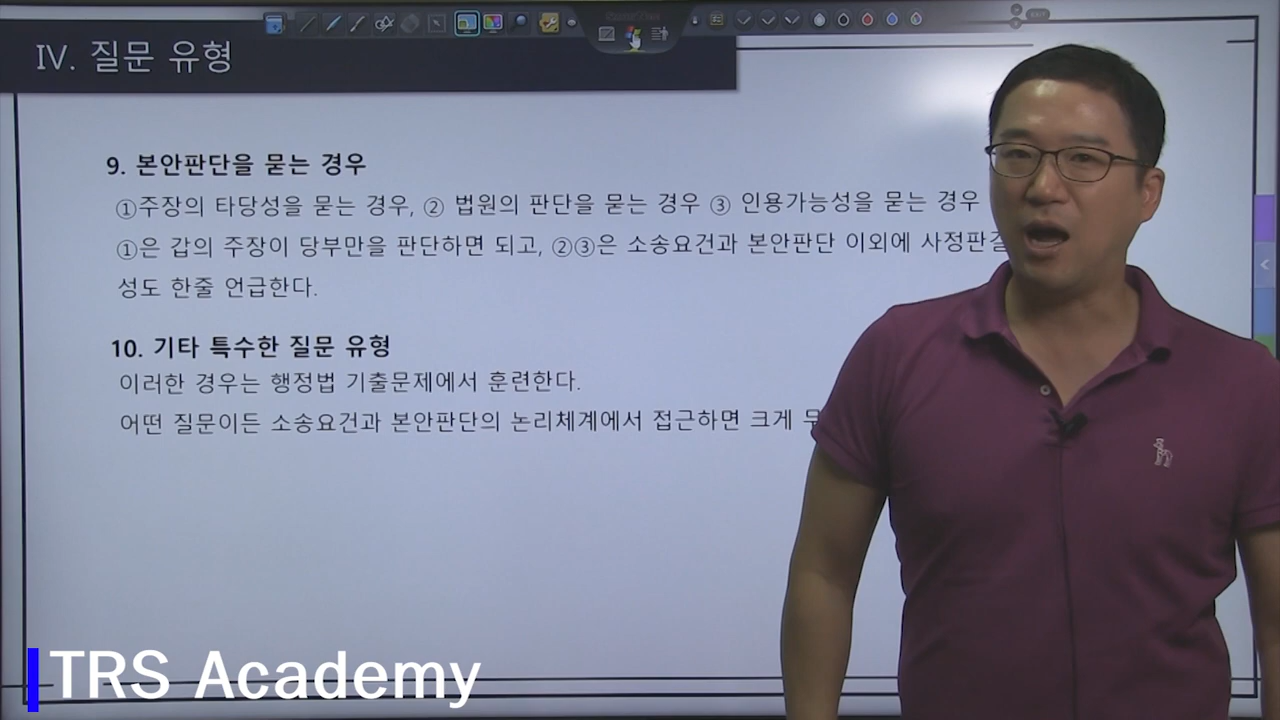 Ⅳ. 질문 유형
9. 본안판단을 묻는 경우
①주장의 타당성을 묻는 경우, ② 법원의 판단을 묻는 경우 ③ 인용가능성을 묻는 경우
①은 갑의 주장이 당부만을 판단하면 되고, ②③은 소송요건과 본안판단 이외에
성도 한줄 언급한다.
10. 기타 특수한 질문 유형
이러한 경우는 행정법 기출문제에서 훈련한다.
어떤 질문이든 소송요건과 본안판단의 논리체계에서 접근하면 크게
TRS Academy